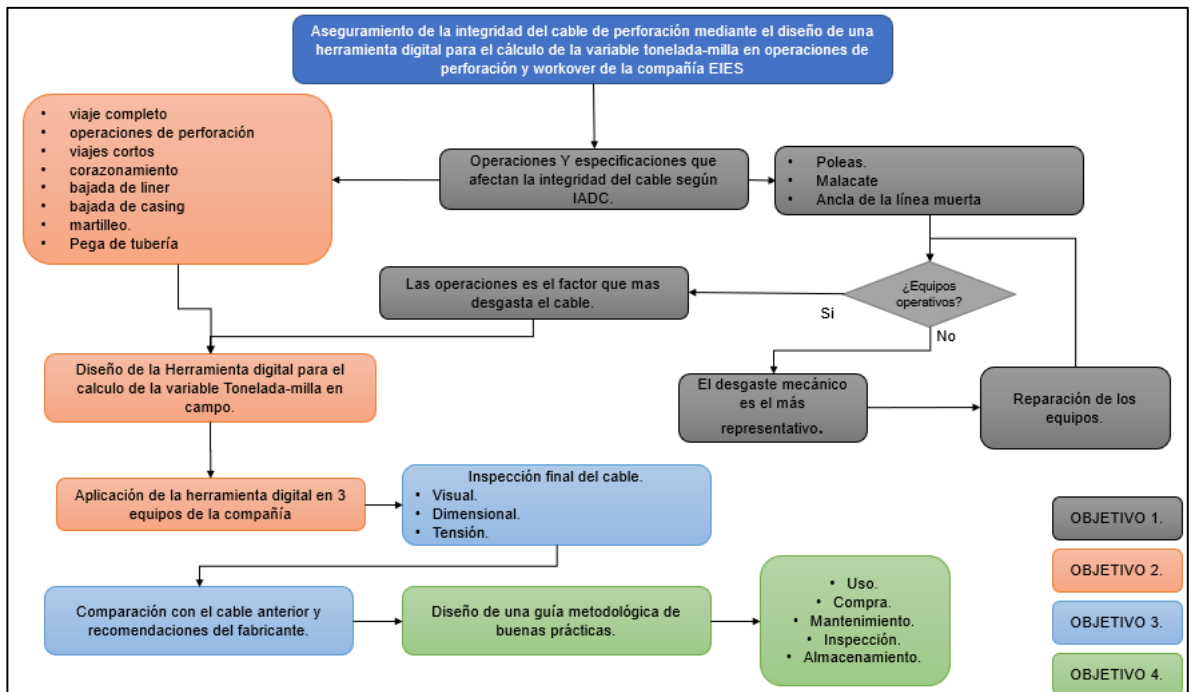 Aseguramiento de la integridad del cable de perforación mediante el diseño de una
herramienta digital para el cálculo de la variable tonelada-milla en operaciones de
perforación y workover de la compañía EIES
• viaje completo
• operaciones de perforación
• viajes cortos
• corazonamiento
• bajada de liner
• bajada de casing
• martilleo.
• Pega de tubería
Operaciones Y especificaciones que
afectan la integridad del cable según
IADC.
• Poleas.
• Malacate
• Ancla de la línea muerta
¿Equipos
operativos?
Si
No
Las operaciones es el factor que mas
desgasta el cable.
Diseño de la Herramienta digital para el
calculo de la variable Tonelada-milla en
campo.
El desgaste mecánico
es el más
representativo.
Reparación de los
equipos.
Aplicación de la herramienta digital en 3
equipos de la compañía
Inspección final del cable.
• Visual.
• Dimensional.
• Tensión.
Comparación con el cable anterior y
recomendaciones del fabricante.
Diseño de una guía metodológica de
buenas prácticas.
• Uso.
• Compra.
• Mantenimiento.
• Inspección.
• Almacenamiento.
OBJETIVO 1.
OBJETIVO 2.
OBJETIVO 3.
OBJETIVO 4.